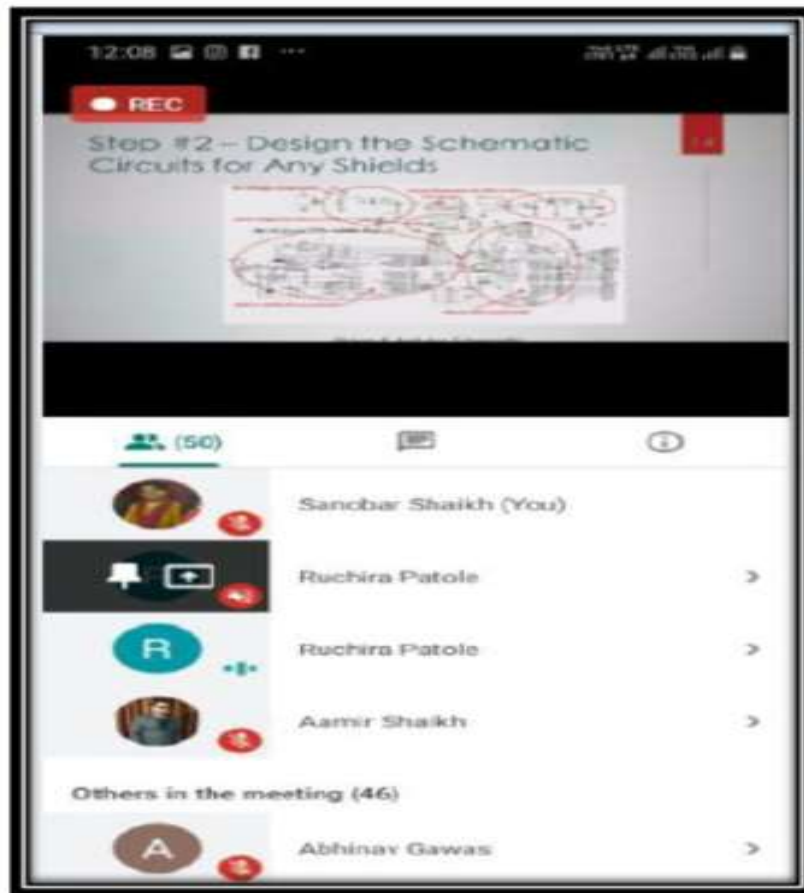 12:08
REC
Step #2 – Design the Schematic
14
Circuits for Any Shields
(50)
Sanobar Shaikh (You)
Ruchira Patole
R
Ruchira Patole
Aamir Shaikh
Others in the meeting (46)
A
Abhinav Gawas